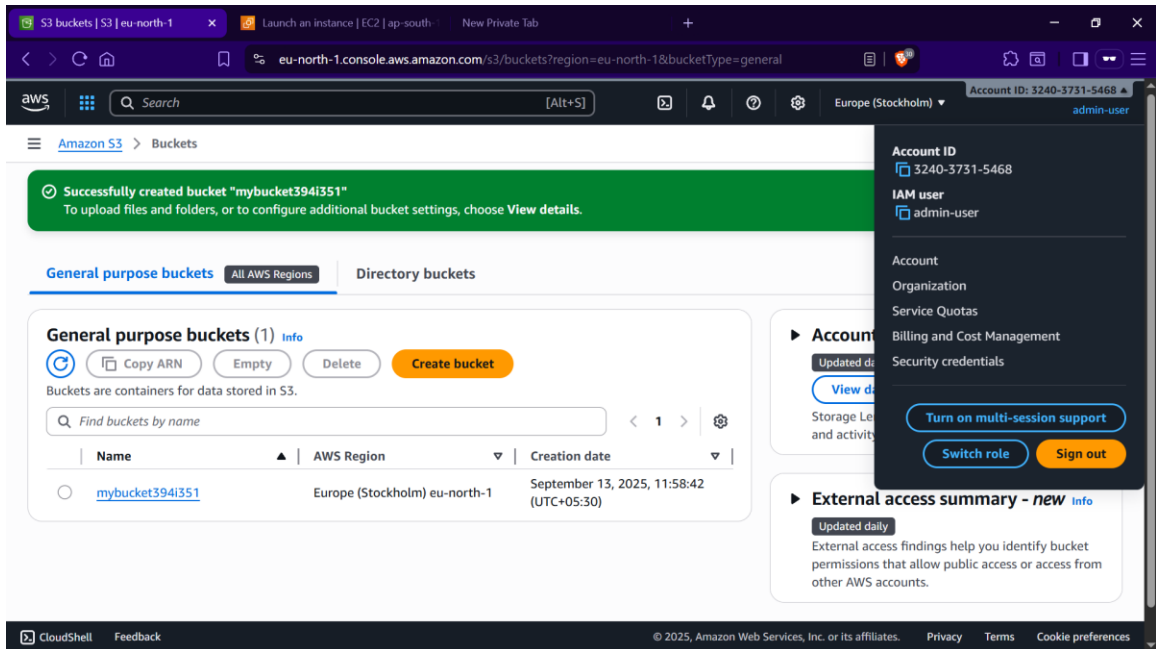 S3 buckets | S3 | eu-north-1
Launch an instance | EC2 | ap-south-1
New Private Tab
eu-north-1.console.aws.amazon.com/s3/buckets?region=eu-north-1&bucketType=general
aws
Search
[Alt+S]
Europe (Stockholm)
Account ID: 3240-3731-5468
admin-user
Amazon S3 > Buckets
Successfully created bucket "mybucket394i351"
To upload files and folders, or to configure additional bucket settings, choose View details.
Account ID
3240-3731-5468
IAM user
admin-user
Account
Organization
Service Quotas
Billing and Cost Management
Security credentials
Turn on multi-session support
Switch role
Sign out
General purpose buckets
All AWS Regions
Directory buckets
General purpose buckets (1) Info
Copy ARN
Empty
Delete
Create bucket
Buckets are containers for data stored in S3.
Find buckets by name
1
Name
AWS Region
Creation date
mybucket394i351
Europe (Stockholm) eu-north-1
September 13, 2025, 11:58:42
(UTC+05:30)
Account
Updated da
View da
Storage Le
and activity
External access summary - new Info
Updated daily
External access findings help you identify bucket
permissions that allow public access or access from
other AWS accounts.
CloudShell
Feedback
© 2025, Amazon Web Services, Inc. or its affiliates.
Privacy
Terms
Cookie preferences